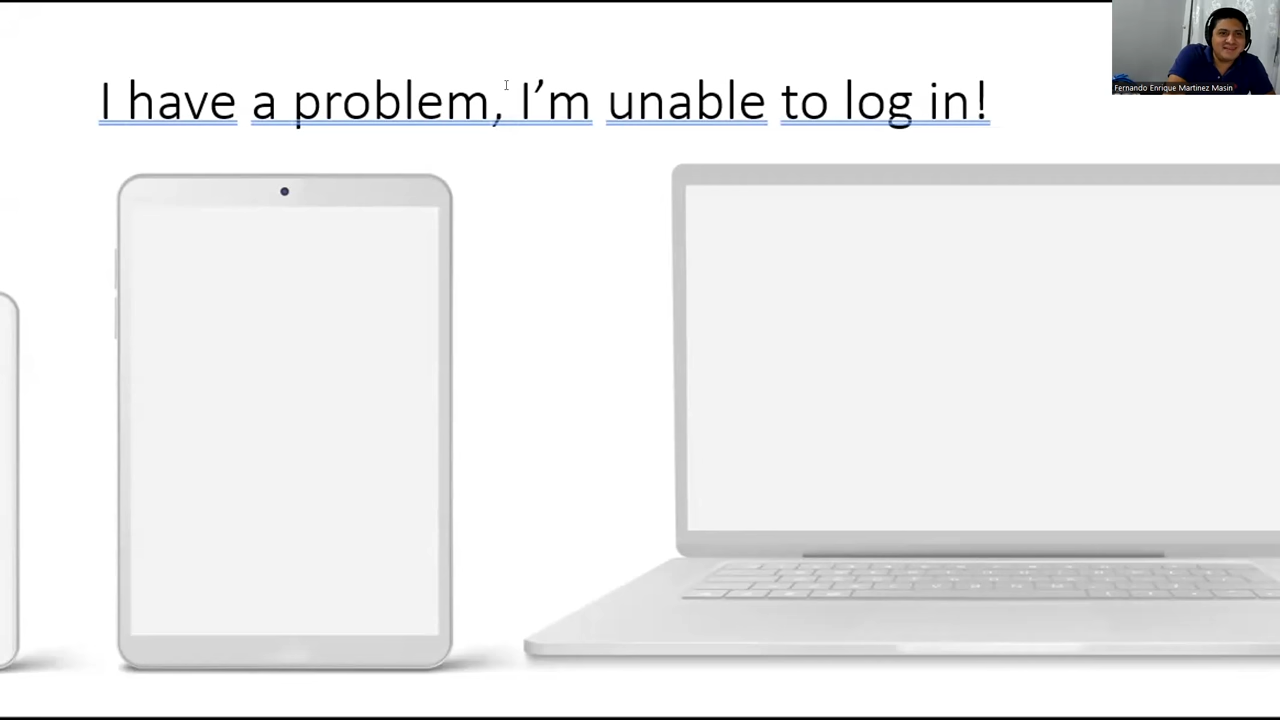 I have a problem, I’m unable to log in!
Fernando Enrique Martinez Masin